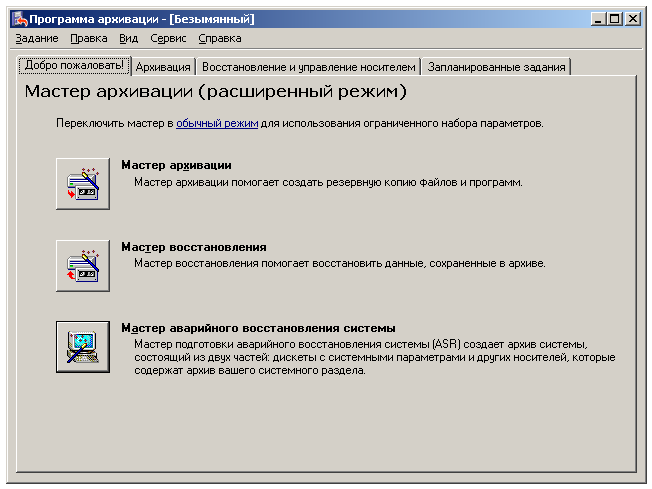 Программа архивации - [Безымянный]
Задание Правка Вид Сервис Справка
Добро пожаловать! Архивация Восстановление и управление носителем Запланированные задания
Мастер архивации (расширенный режим)
Переключить мастер в обычный режим для использования ограниченного набора параметров.
Мастер архивации
Мастер архивации помогает создать резервную копию файлов и программ.
Мастер восстановления
Мастер восстановления помогает восстановить данные, сохраненные в архиве.
Мастер аварийного восстановления системы
Мастер подготовки аварийного восстановления системы (ASR) создает архив системы,
состоящий из двух частей: дискеты с системными параметрами и других носителей, которые
содержат архив вашего системного раздела.